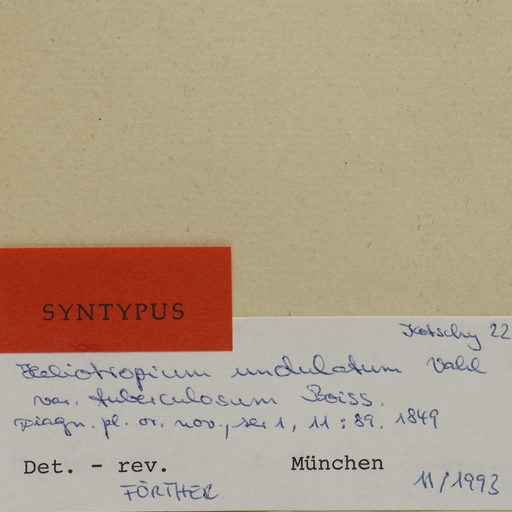 SYNTYPUS
Kotschy 22
Heliotropium undulatum Vahl
var. tuberculosum Boiss.
Diagn. pl. or. nov., ser 1, 11 : 89. 1849
Det. - rev. München
FÖRTHER 11/1993